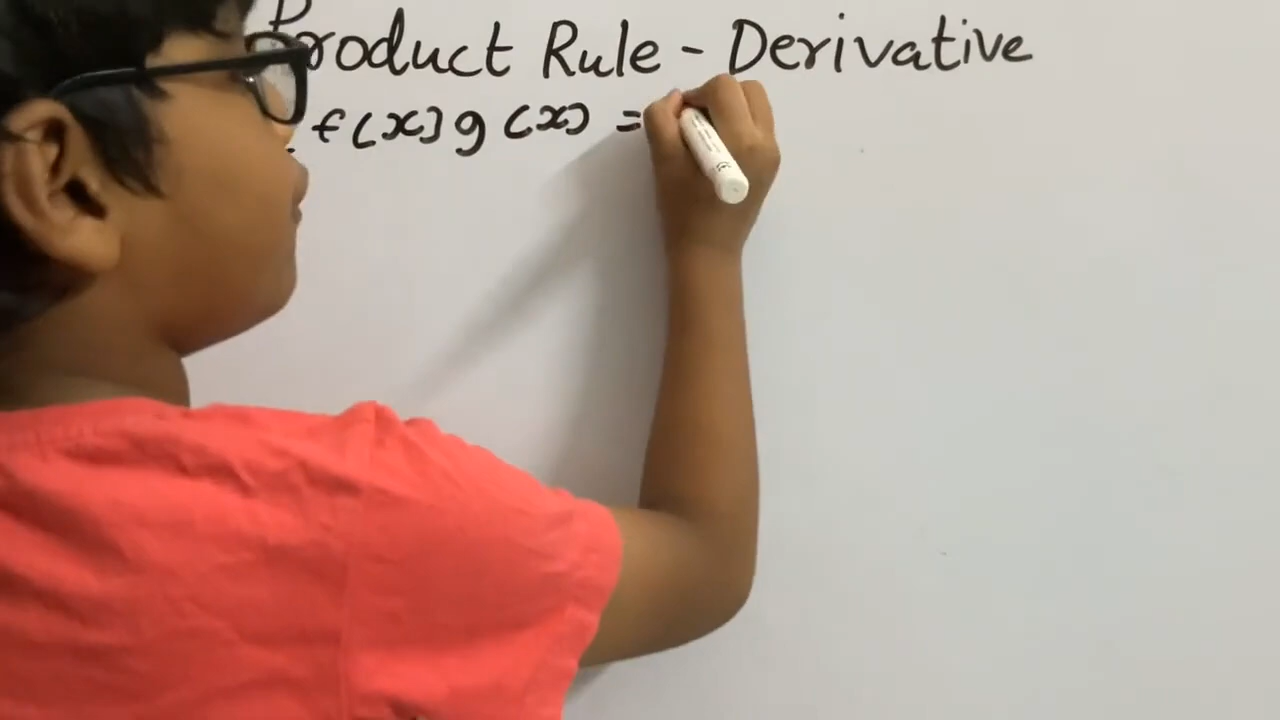 Product Rule - Derivative
f(x)g(x) =